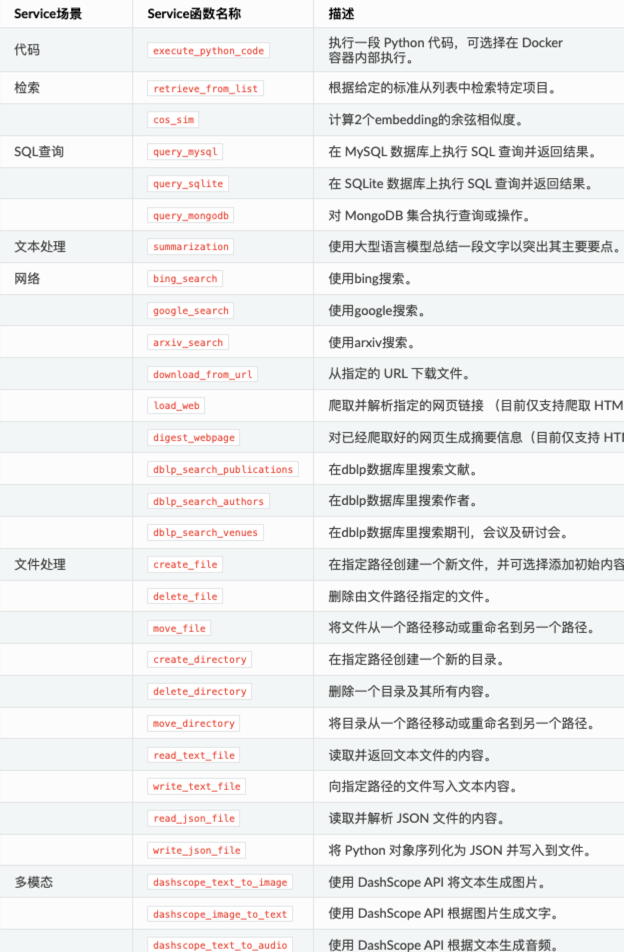 Service场景 Service函数名称 描述
代码 execute_python_code 执行一段 Python 代码，可选择在 Docker
容器内部执行。
检索 retrieve_from_list 根据给定的标准从列表中检索特定项目。
cos_sim 计算2个embedding的余弦相似度。
SQL查询 query_mysql 在 MySQL 数据库上执行 SQL 查询并返回结果。
query_sqlite 在 SQLite 数据库上执行 SQL 查询并返回结果。
query_mongodb 对 MongoDB 集合执行查询或操作。
文本处理 summarization 使用大型语言模型总结一段文字以突出其主要要点。
网络 bing_search 使用bing搜索。
google_search 使用google搜索。
arxiv_search 使用arxiv搜索。
download_from_url 从指定的 URL 下载文件。
load_web 爬取并解析指定的网页链接 （目前仅支持爬取 HTM
digest_webpage 对已经爬取好的网页生成摘要信息（目前仅支持 HT
dblp_search_publications 在dblp数据库里搜索文献。
dblp_search_authors 在dblp数据库里搜索作者。
dblp_search_venues 在dblp数据库里搜索期刊，会议及研讨会。
文件处理 create_file 在指定路径创建一个新文件，并可选择添加初始内容
delete_file 删除由文件路径指定的文件。
move_file 将文件从一个路径移动或重命名到另一个路径。
create_directory 在指定路径创建一个新的目录。
delete_directory 删除一个目录及其所有内容。
move_directory 将目录从一个路径移动或重命名到另一个路径。
read_text_file 读取并返回文本文件的内容。
write_text_file 向指定路径的文件写入文本内容。
read_json_file 读取并解析 JSON 文件的内容。
write_json_file 将 Python 对象序列化为 JSON 并写入到文件。
多模态 dashscope_text_to_image 使用 DashScope API 将文本生成图片。
dashscope_image_to_text 使用 DashScope API 根据图片生成文字。
dashscope_text_to_audio 使用 DashScope API 根据文本生成音频。